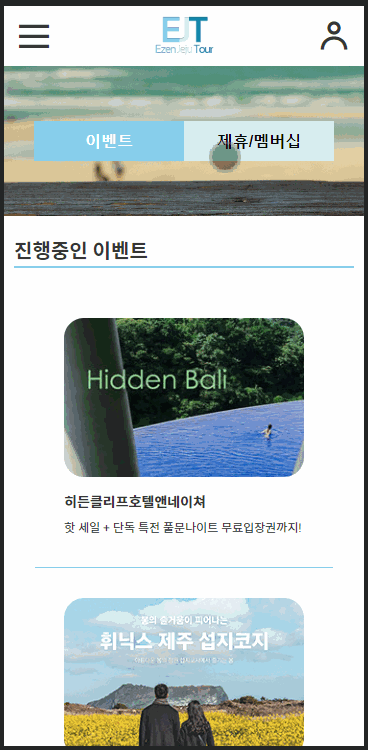 EJT
Ezen Jeju Tour
이벤트
제휴/멤버십
진행중인 이벤트
Hidden Bali
히든클리프호텔앤네이쳐
핫 세일 + 단독 특전 풀문나이트 무료입장권까지!
봄의 즐거움이 피어나는
휘닉스 제주 섭지코지